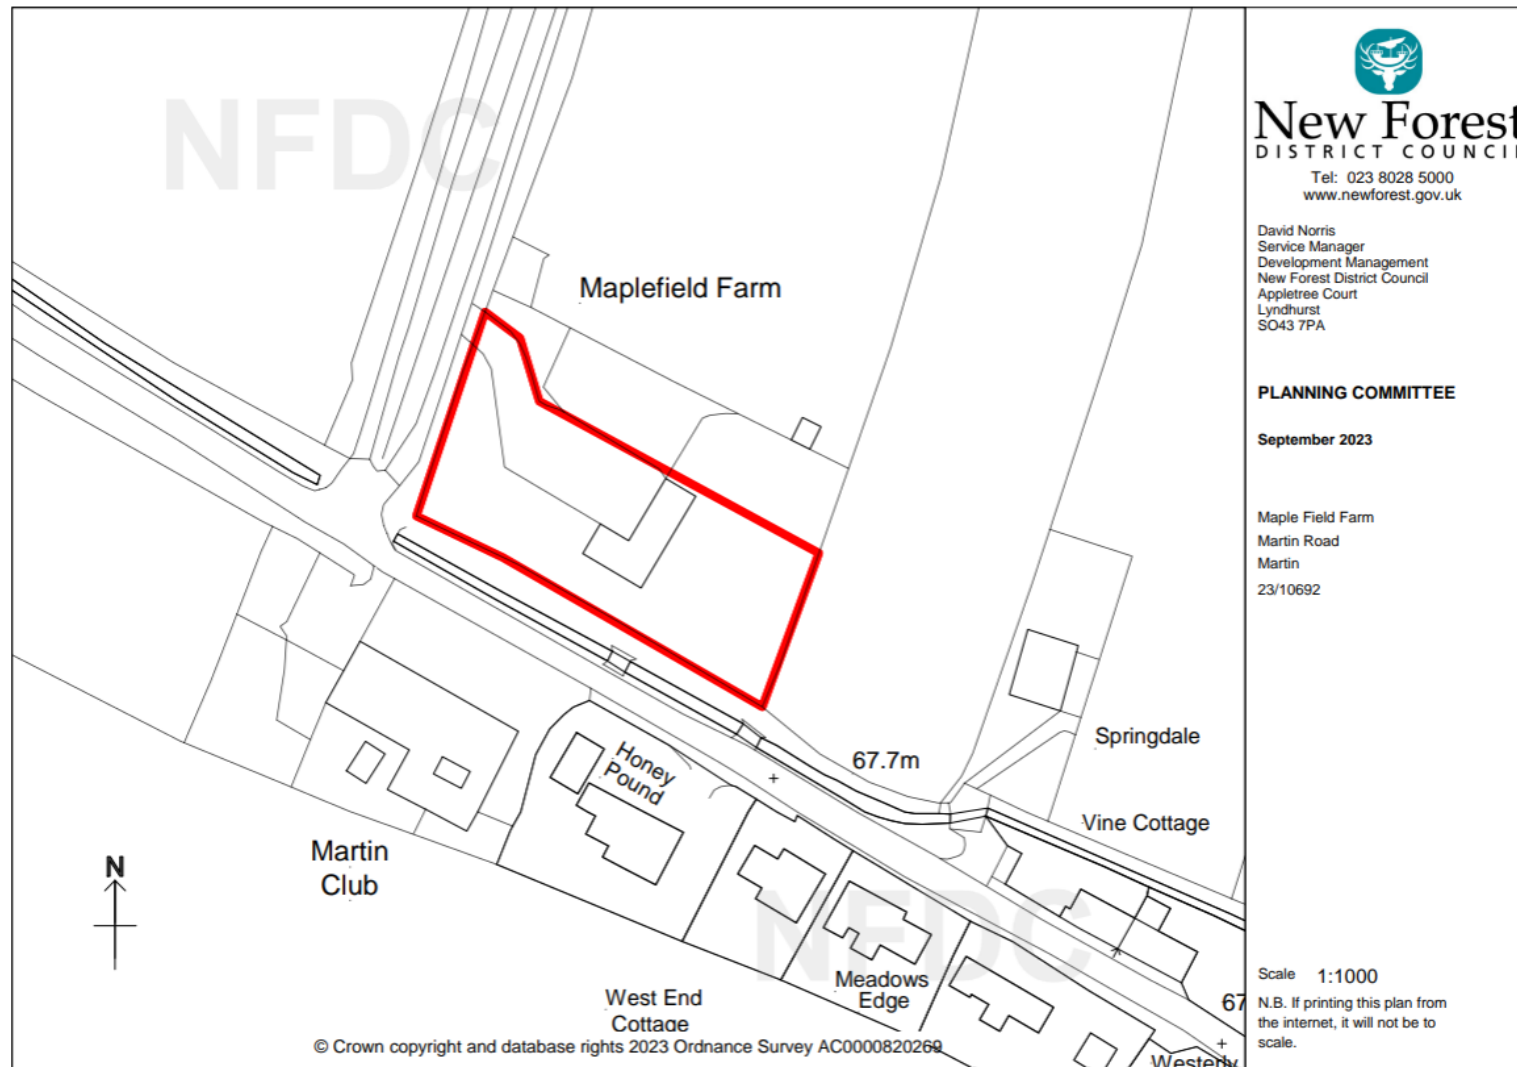 NFDC
Maplefield Farm
Honey
Pound
67.7m
Springdale
Vine Cottage
Martin
Club
N
NFDC
Meadows
Edge
West End
Cottage
67
Westerly
© Crown copyright and database rights 2023 Ordnance Survey AC0000820269
New Forest
DISTRICT COUNCIL
Tel: 023 8028 5000
www.newforest.gov.uk
David Norris
Service Manager
Development Management
New Forest District Council
Appletree Court
Lyndhurst
SO43 7PA
PLANNING COMMITTEE
September 2023
Maple Field Farm
Martin Road
Martin
23/10692
Scale 1:1000
N.B. If printing this plan from
the internet, it will not be to
scale.